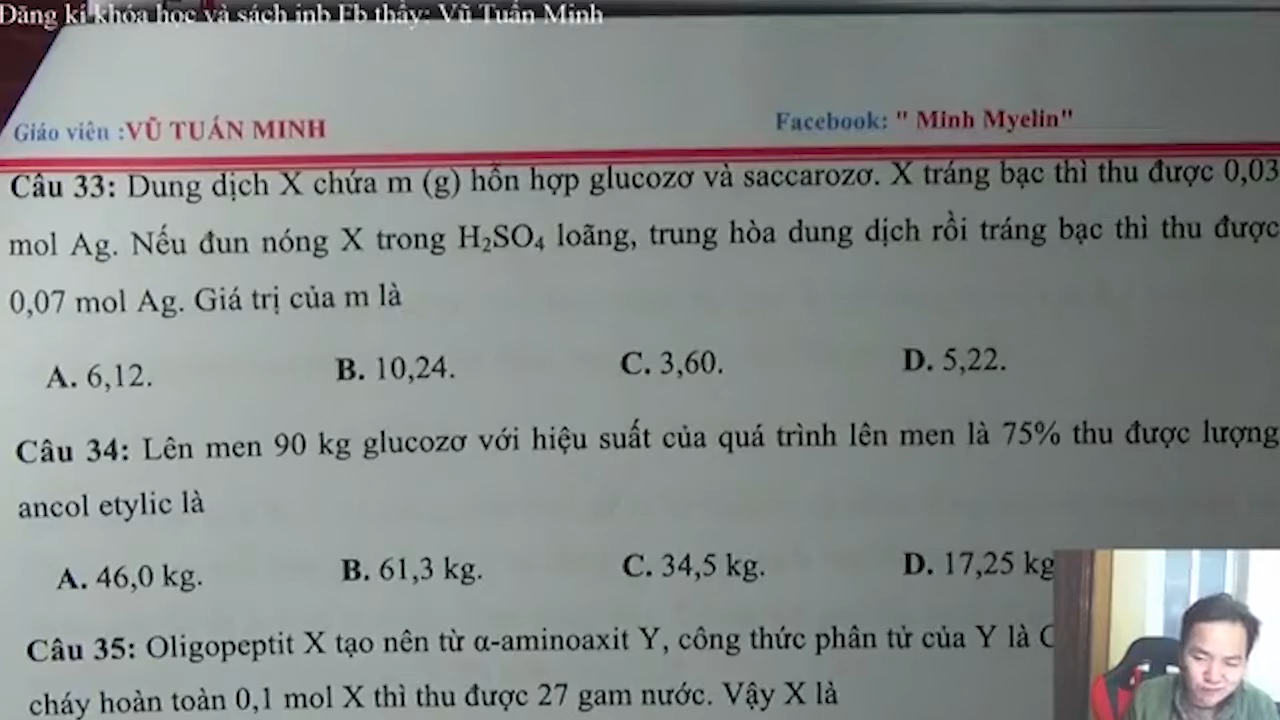 Đăng kí khóa học và sách inb Fb thầy: Vũ Tuấn Minh
Giáo viên :VŨ TUẤN MINH
Facebook: " Minh Myelin"
Câu 33: Dung dịch X chứa m (g) hỗn hợp glucozơ và saccarozơ. X tráng bạc thì thu được 0,03
mol Ag. Nếu đun nóng X trong H₂SO₄ loãng, trung hòa dung dịch rồi tráng bạc thì thu được
0,07 mol Ag. Giá trị của m là
A. 6,12. B. 10,24. C. 3,60. D. 5,22.
Câu 34: Lên men 90 kg glucozơ với hiệu suất của quá trình lên men là 75% thu được lượng
ancol etylic là
A. 46,0 kg. B. 61,3 kg. C. 34,5 kg. D. 17,25 kg
Câu 35: Oligopeptit X tạo nên từ α-aminoaxit Y, công thức phân tử của Y là C
cháy hoàn toàn 0,1 mol X thì thu được 27 gam nước. Vậy X là